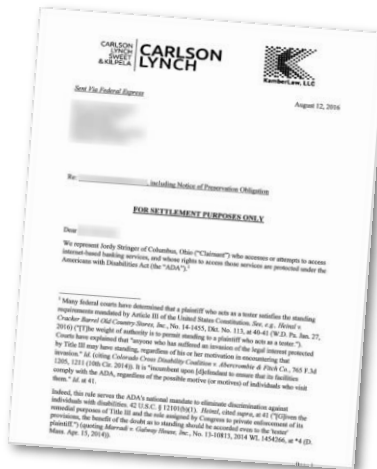 CARLSON
LYNCH
SWEET
& KILPELA
CARLSON
LYNCH
KamberLaw, LLC
Sent Via Federal Express
August 12, 2016
Re: , including Notice of Preservation Obligation
FOR SETTLEMENT PURPOSES ONLY
Dear
We represent Jordy Stringer of Columbus, Ohio ("Claimant") who accesses or attempts to access
internet-based banking services, and whose rights to access those services are protected under the
Americans with Disabilities Act (the "ADA").¹
¹ Many federal courts have determined that a plaintiff who acts as a tester satisfies the standing
requirements mandated by Article III of the United States Constitution. See, e.g., Heinzl v.
Cracker Barrel Old Country Stores, Inc., No. 14-1455, Dkt. No. 113, at 40-41 (W.D. Pa. Jan. 27,
2016) ("[T]he weight of authority is to permit standing to a plaintiff who acts as a tester.").
Courts have explained that "anyone who has suffered an invasion of the legal interest protected
by Title III may have standing, regardless of his or her motivation in encountering that
invasion." Id. (citing Colorado Cross Disability Coalition v. Abercrombie & Fitch Co., 765 F.3d
1205, 1211 (10th Cir. 2014)). It is "incumbent upon [d]efendant to ensure that its facilities
comply with the ADA, regardless of the possible motive (or motives) of individuals who visit
them." Id. at 41.
Indeed, this rule serves the ADA's national mandate to eliminate discrimination against
individuals with disabilities. 42 U.S.C. § 12101(b)(1). Heinzl, cited supra, at 41 ("[G]iven the
remedial purposes of Title III and the role assigned by Congress to private enforcement of its
provisions, the benefit of the doubt as to standing should be accorded even to the 'tester'
plaintiff.") (quoting Marradi v. Galway House, Inc., No. 13-10813, 2014 WL 1454266, at *4 (D.
Mass. Apr. 13, 2014)).